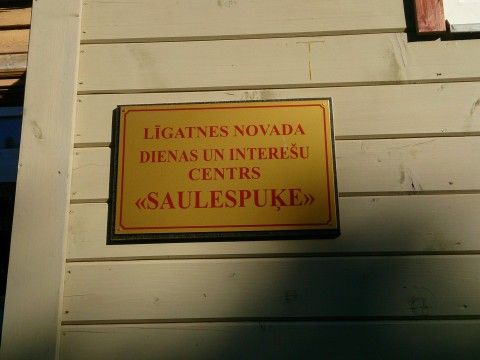 LĪGATNES NOVADA
DIENAS UN INTEREŠU
CENTRS
«SAULESPUĶE»